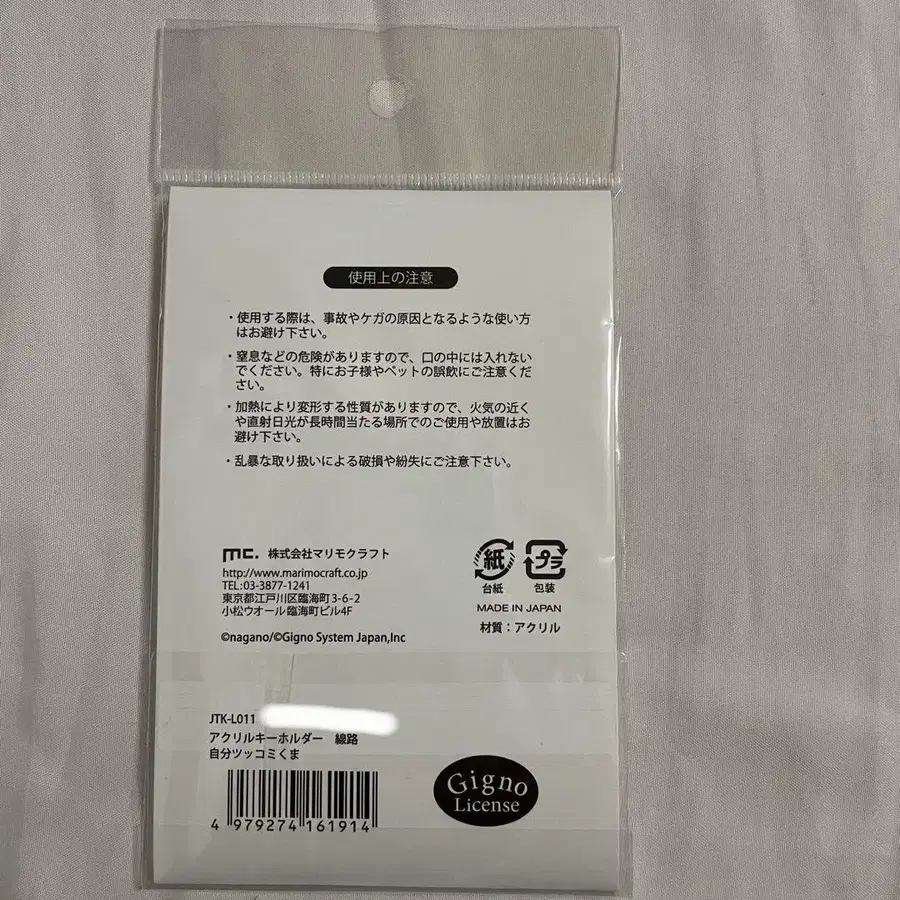 使用上の注意
・使用する際は、事故やケガの原因となるような使い方
はお避け下さい。
・窒息などの危険がありますので、口の中には入れない
でください。特にお子様やペットの誤飲にご注意くだ
さい。
・加熱により変形する性質がありますので、火気の近く
や直射日光が長時間当たる場所でのご使用や放置はお
避け下さい。
・乱暴な取り扱いによる破損や紛失にご注意下さい。
mc. 株式会社マリモクラフト
http://www.marimocraft.co.jp
TEL:03-3877-1241
東京都江戸川区臨海町3-6-2
小松ウオール臨海町ビル4F
©nagano/©Gigno System Japan,Inc
紙
台紙
プラ
包装
MADE IN JAPAN
材質：アクリル
JTK-L011
アクリルキーホルダー 線路
自分ツッコミくま
4 979274 161914
Gigno
License